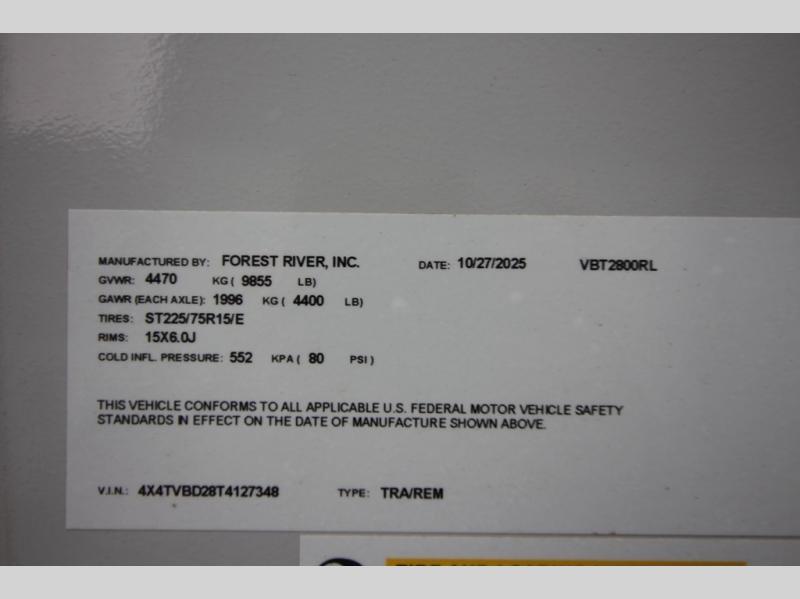 MANUFACTURED BY: FOREST RIVER, INC. DATE: 10/27/2025 VBT2800RL
GVWR: 4470 KG ( 9855 LB)
GAWR (EACH AXLE): 1996 KG ( 4400 LB)
TIRES: ST225/75R15/E
RIMS: 15X6.0J
COLD INFL. PRESSURE: 552 KPA ( 80 PSI )
THIS VEHICLE CONFORMS TO ALL APPLICABLE U.S. FEDERAL MOTOR VEHICLE SAFETY
STANDARDS IN EFFECT ON THE DATE OF MANUFACTURE SHOWN ABOVE.
V.I.N.: 4X4TVBD28T4127348 TYPE: TRA/REM